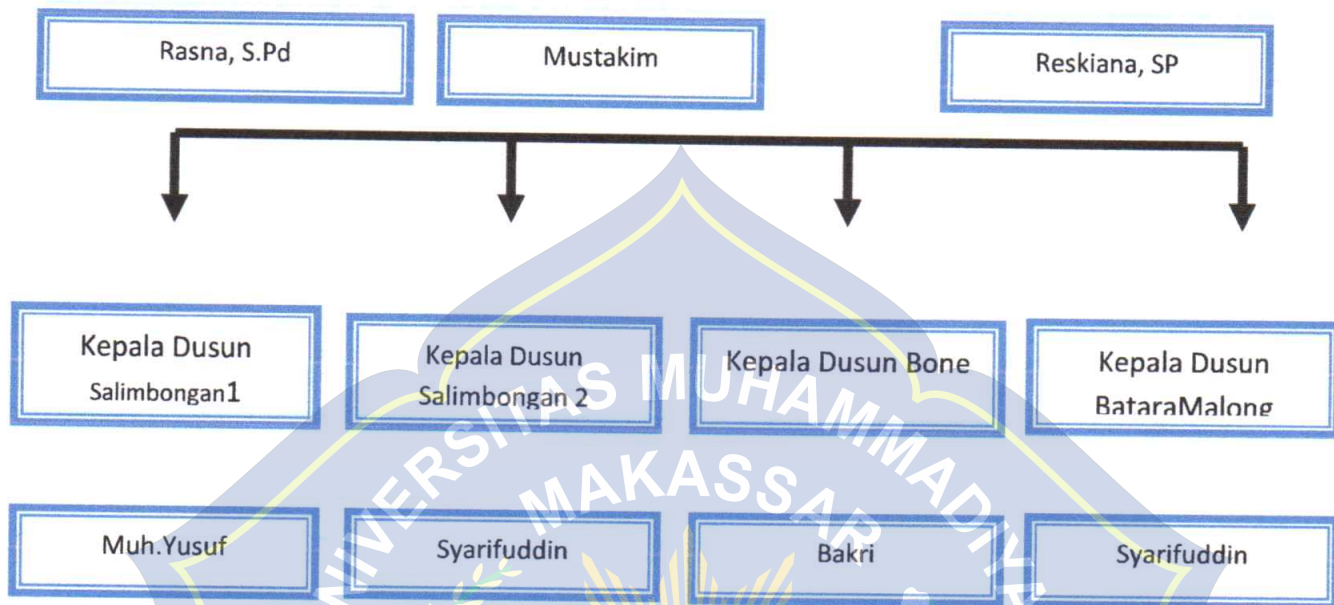 Rasna, S.Pd
Mustakim
Reskiana, SP
Kepala Dusun
Salimbongan1
Kepala Dusun
Salimbongan 2
Kepala Dusun Bone
Kepala Dusun
BataraMalong
Muh.Yusuf
Syarifuddin
Bakri
Syarifuddin
UNIVERSITAS MUHAMMADIYA
MAKASSAR